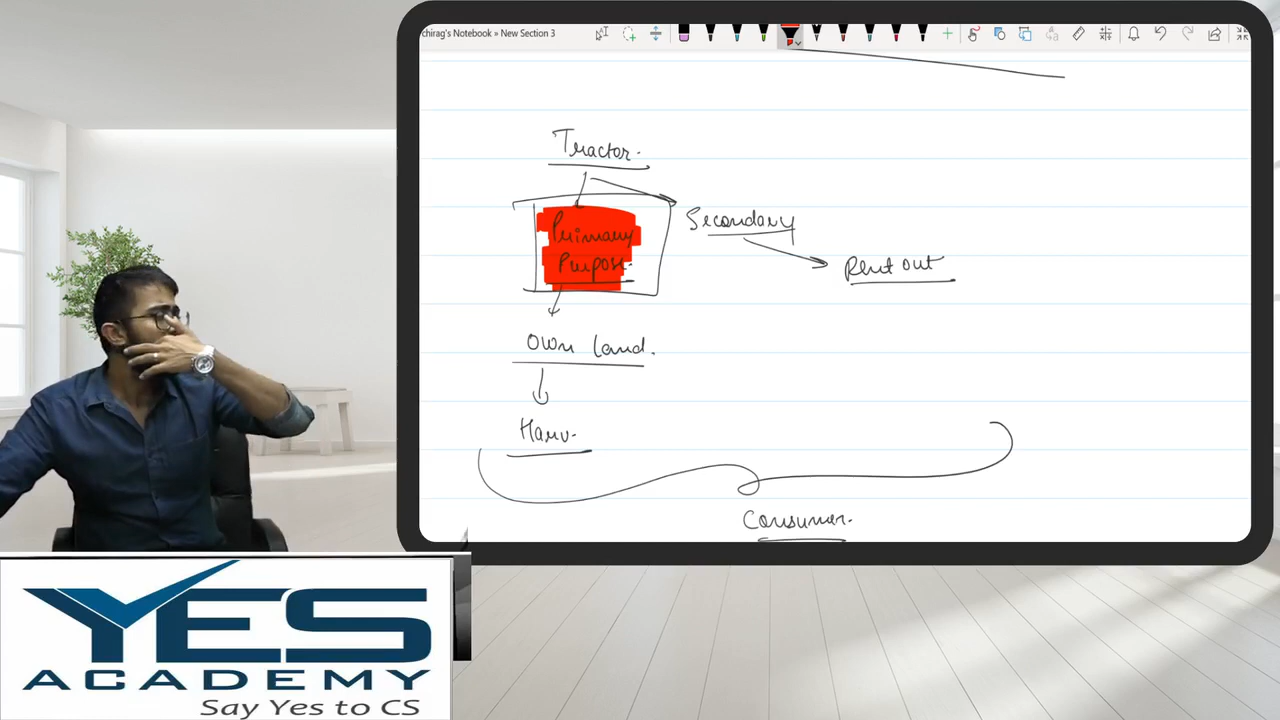 chirag's Notebook » New Section 3
Tractor.
Primary
Purpose.
Secondary
Rent out
Own land.
Harv.
Consumer.
YES
ACADEMY
Say Yes to CS